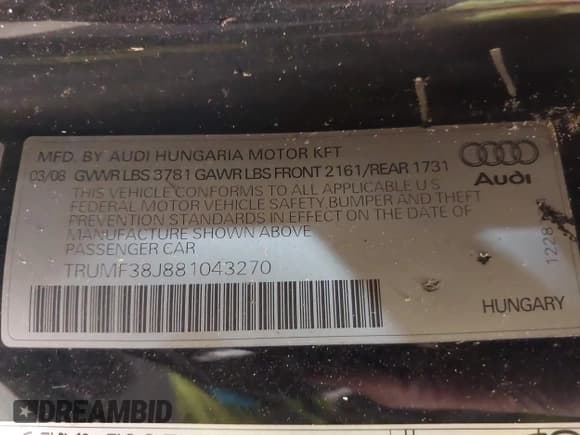 MFD. BY AUDI HUNGARIA MOTOR KFT
03/08 GVWR LBS 3781 GAWR LBS FRONT 2161/REAR 1731
THIS VEHICLE CONFORMS TO ALL APPLICABLE U S
FEDERAL MOTOR VEHICLE SAFETY BUMPER AND THEFT
PREVENTION STANDARDS IN EFFECT ON THE DATE OF
MANUFACTURE SHOWN ABOVE
PASSENGER CAR
TRUMF38J881043270
Audi
1228
HUNGARY
DREAMBID